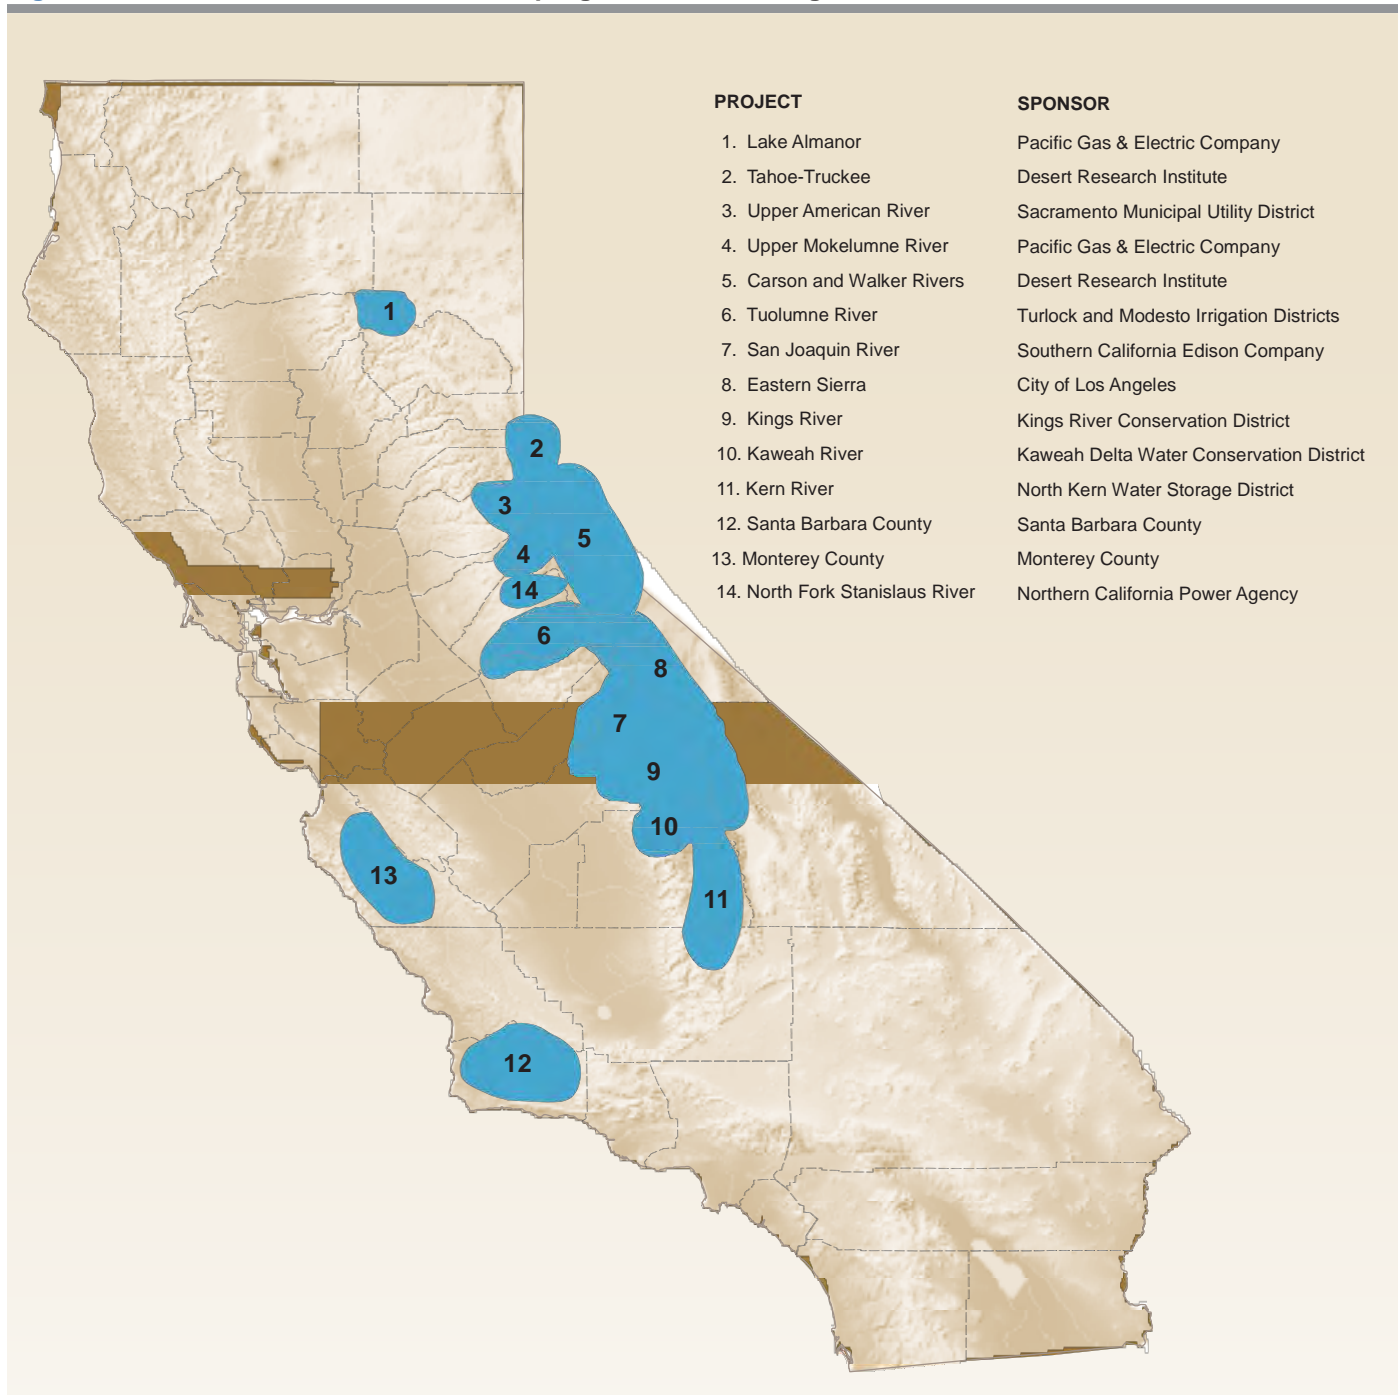 PROJECT SPONSOR
1. Lake Almanor Pacific Gas & Electric Company
2. Tahoe-Truckee Desert Research Institute
3. Upper American River Sacramento Municipal Utility District
4. Upper Mokelumne River Pacific Gas & Electric Company
5. Carson and Walker Rivers Desert Research Institute
6. Tuolumne River Turlock and Modesto Irrigation Districts
7. San Joaquin River Southern California Edison Company
8. Eastern Sierra City of Los Angeles
9. Kings River Kings River Conservation District
10. Kaweah River Kaweah Delta Water Conservation District
11. Kern River North Kern Water Storage District
12. Santa Barbara County Santa Barbara County
13. Monterey County Monterey County
14. North Fork Stanislaus River Northern California Power Agency
1
2
3
5
4
14
6
8
7
9
10
13
11
12